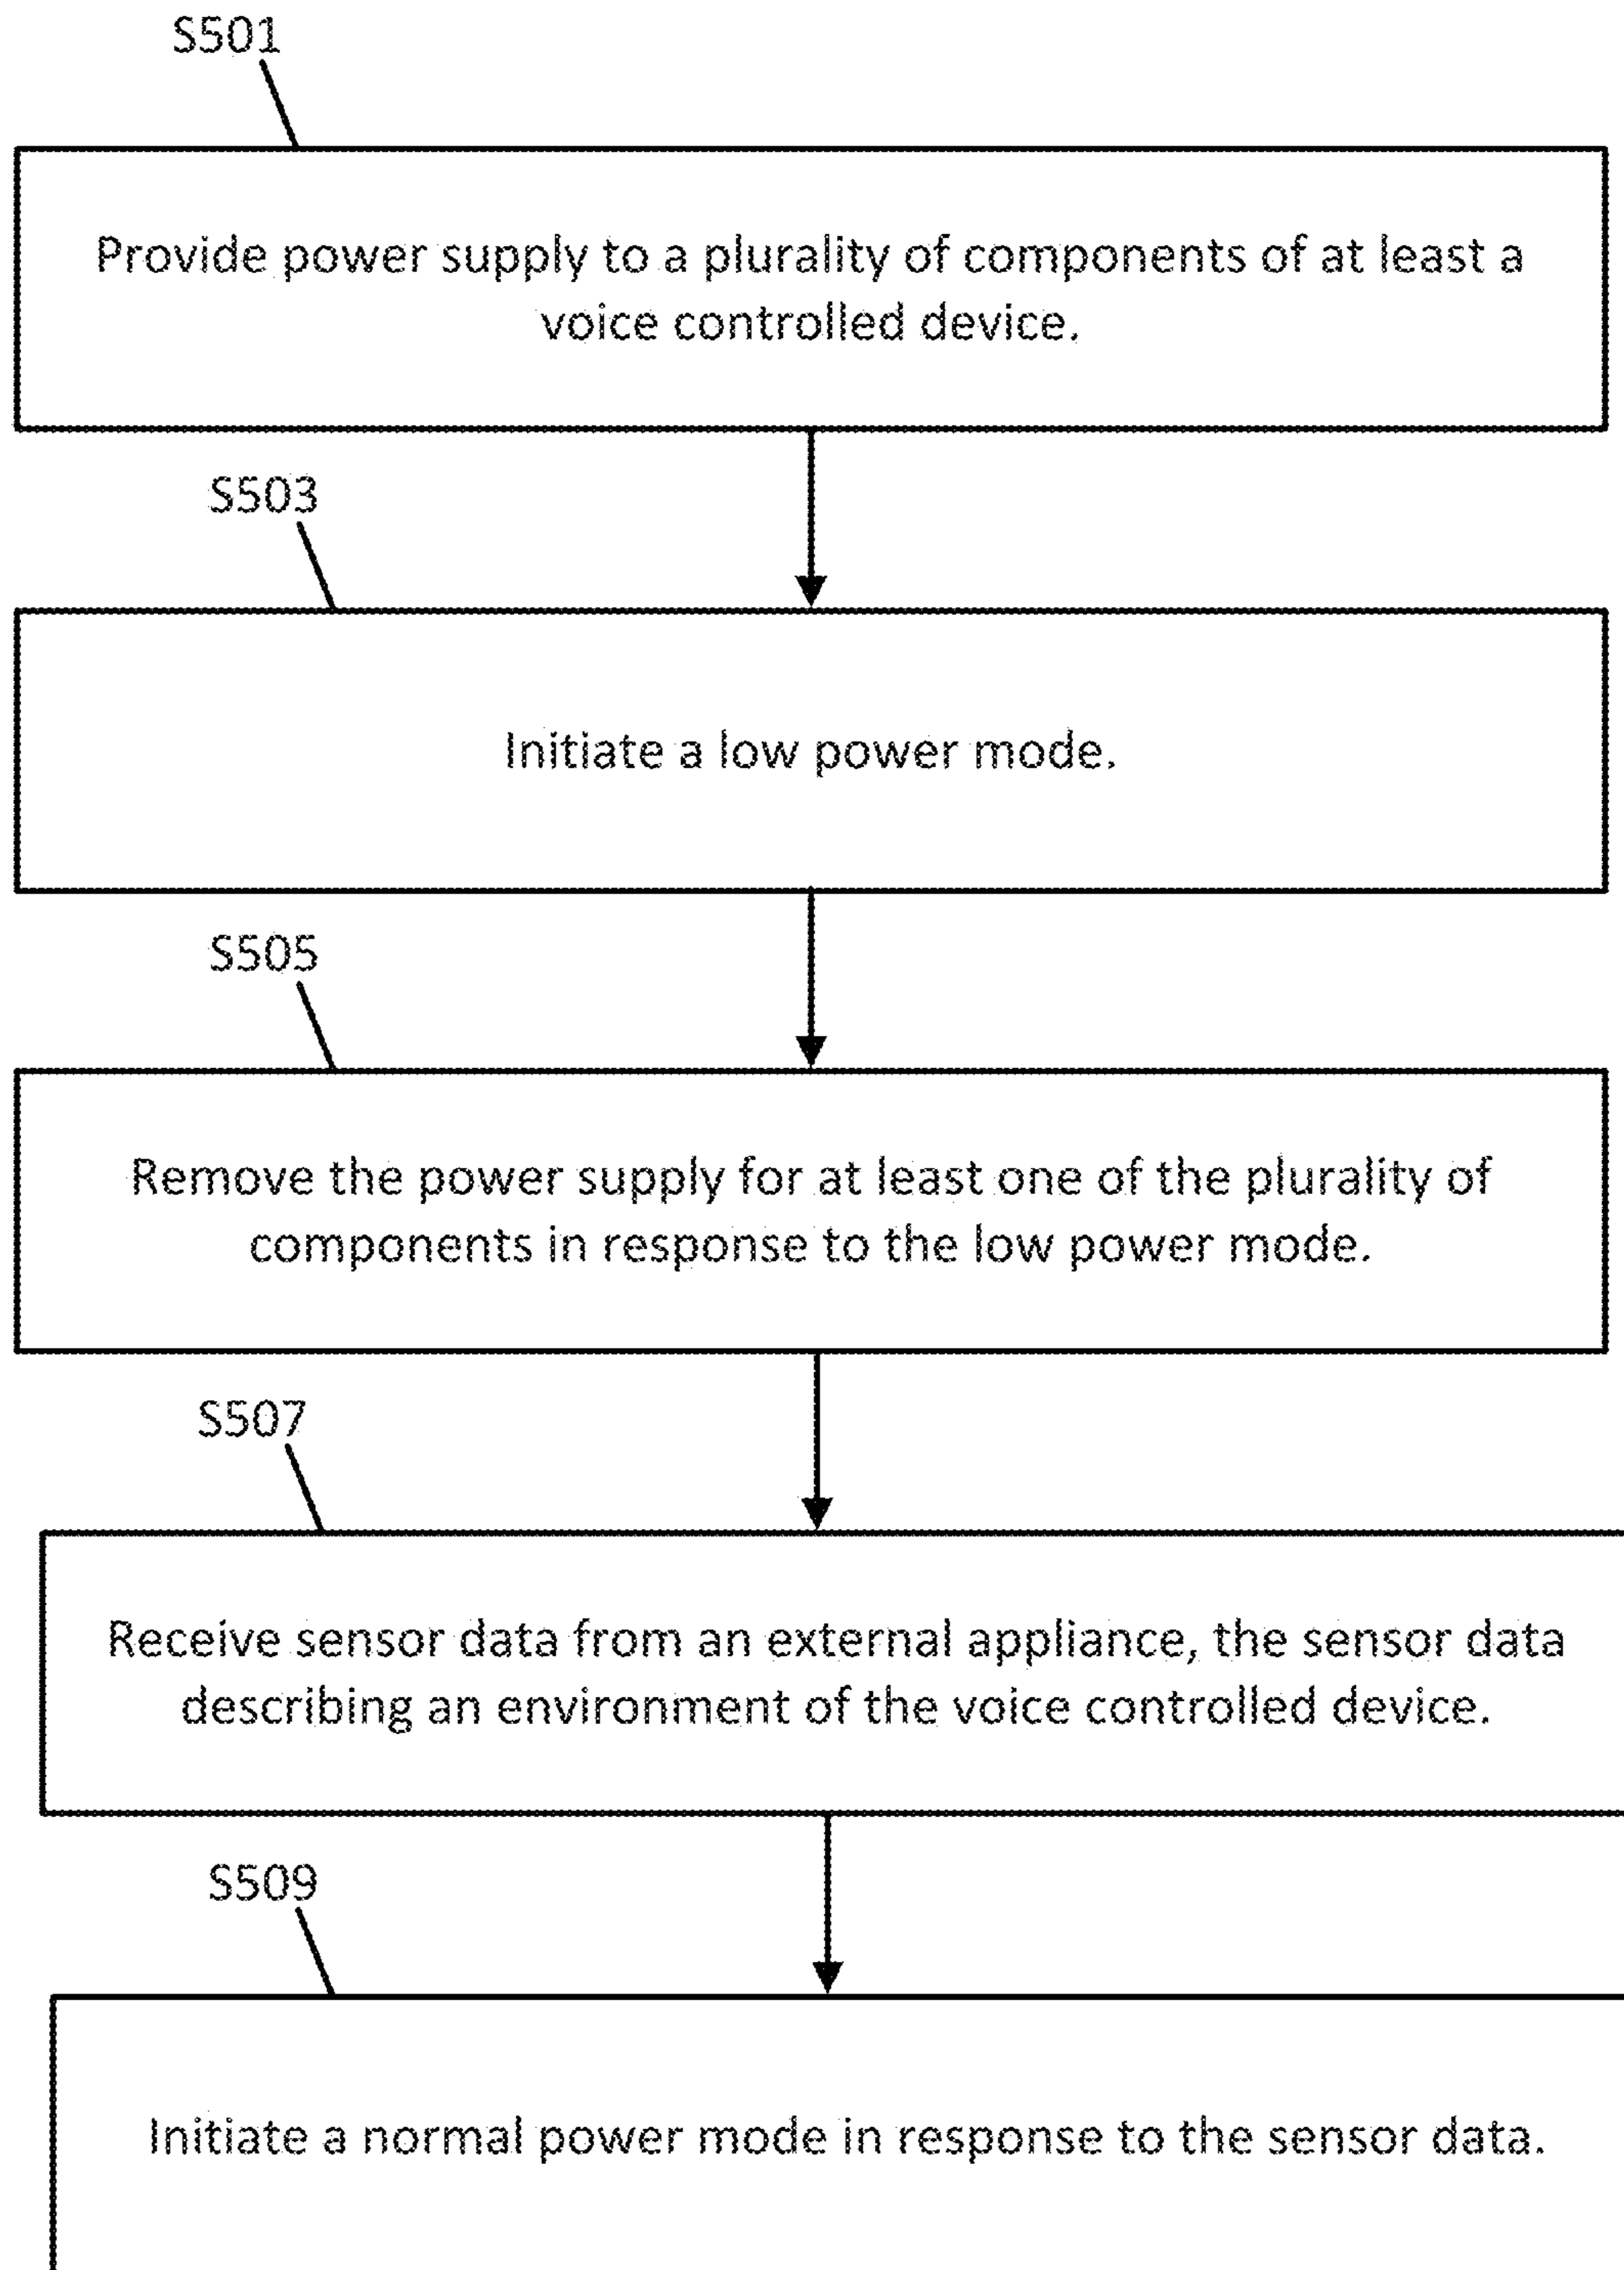 S501
Provide power supply to a plurality of components of at least a
voice controlled device.
S503
Initiate a low power mode.
S505
Remove the power supply for at least one of the plurality of
components in response to the low power mode.
S507
Receive sensor data from an external appliance, the sensor data
describing an environment of the voice controlled device.
S509
Initiate a normal power mode in response to the sensor data.